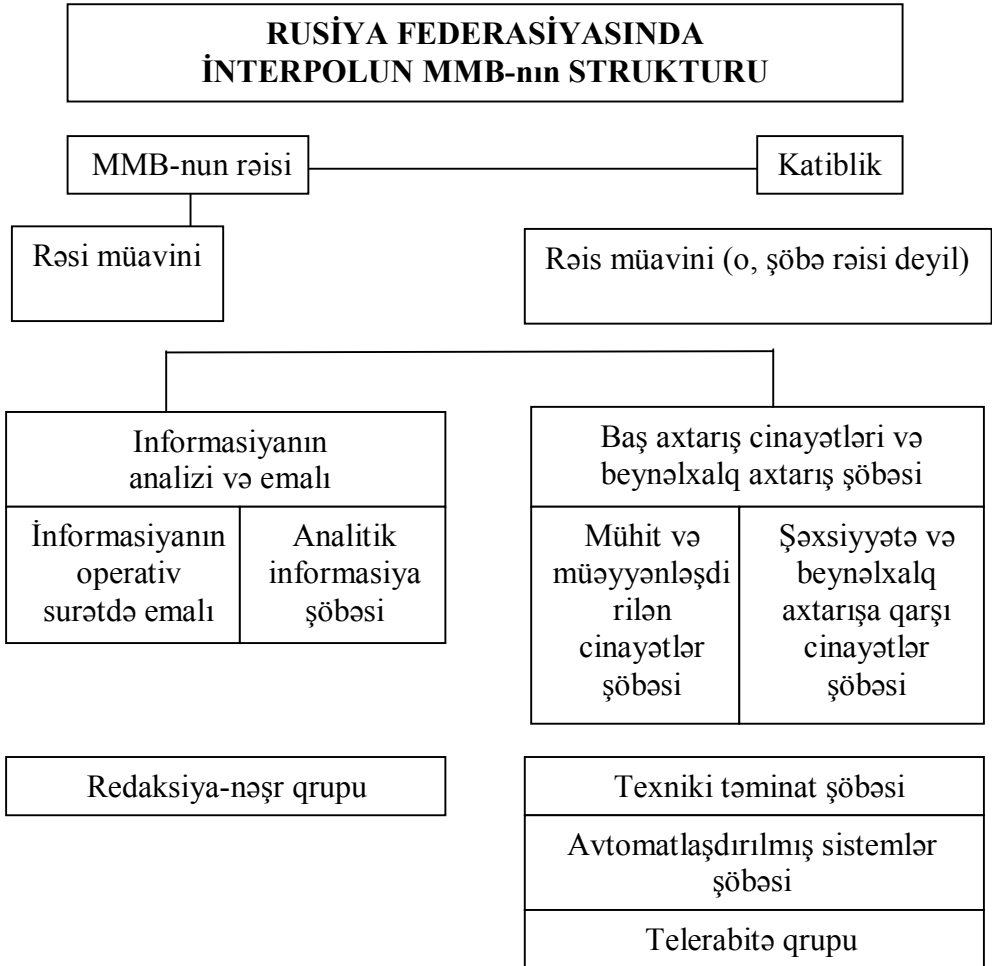 RUSİYA FEDERASİYASINDA
İNTERPOLUN MMB-nın STRUKTURU
MMB-nun rəisi
Katiblik
Rəsi müavini
Rəis müavini (o, şöbə rəisi deyil)
Informasiyanın
analizi və emalı
Baş axtarış cinayətləri və
beynəlxalq axtarış şöbəsi
İnformasiyanın
operativ
surətdə emalı
Analitik
informasiya
şöbəsi
Mühit və
müəyyənləşdi
rilən
cinayətlər
şöbəsi
Şəxsiyyətə və
beynəlxalq
axtarışa qarşı
cinayətlər
şöbəsi
Redaksiya-nəşr qrupu
Texniki təminat şöbəsi
Avtomatlaşdırılmış sistemlər
şöbəsi
Telerabitə qrupu